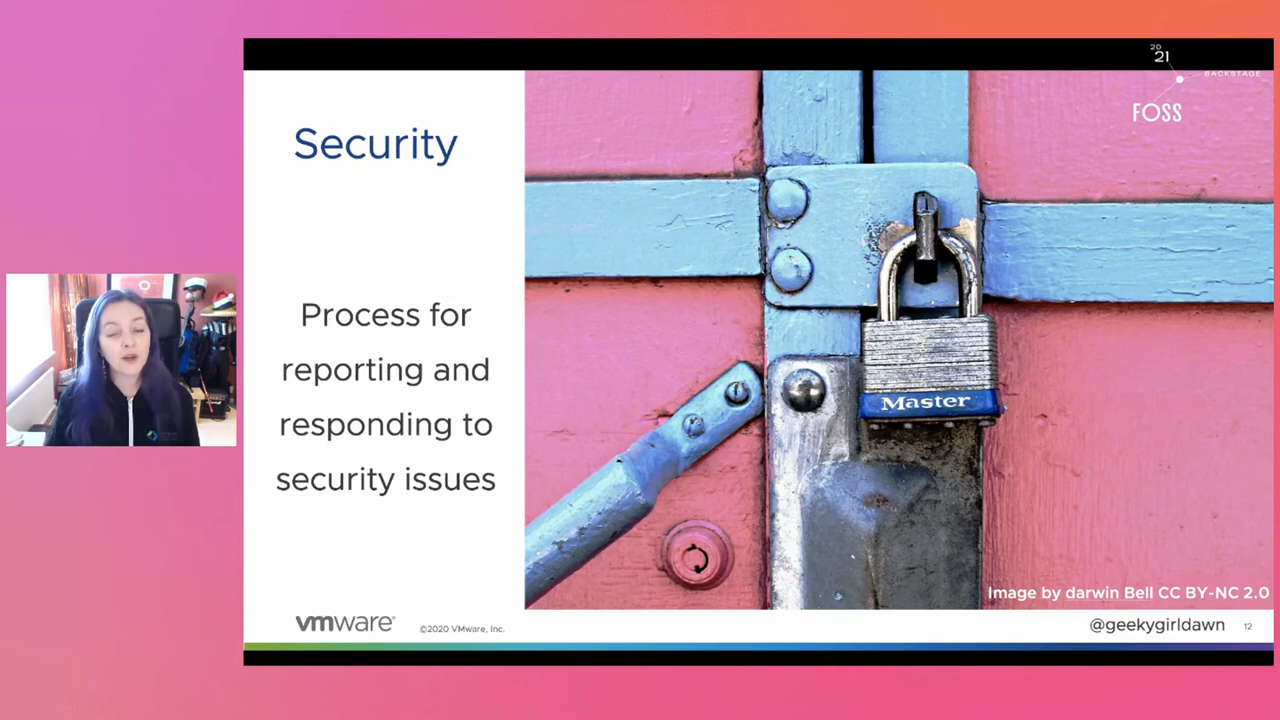 20
21
BACKSTAGE
FOSS
Security
Process for
reporting and
responding to
security issues
Master
Image by darwin Bell CC BY-NC 2.0
vmware®
©2020 VMware, Inc.
@geekygirldawn
12